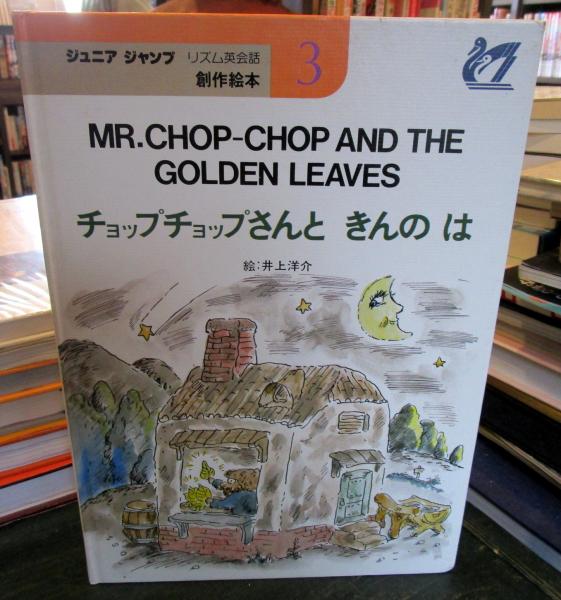 ジュニア ジャンプ リズム英会話
創作絵本
3
MR.CHOP-CHOP AND THE
GOLDEN LEAVES
チョップチョップさんと きんの は
絵:井上洋介